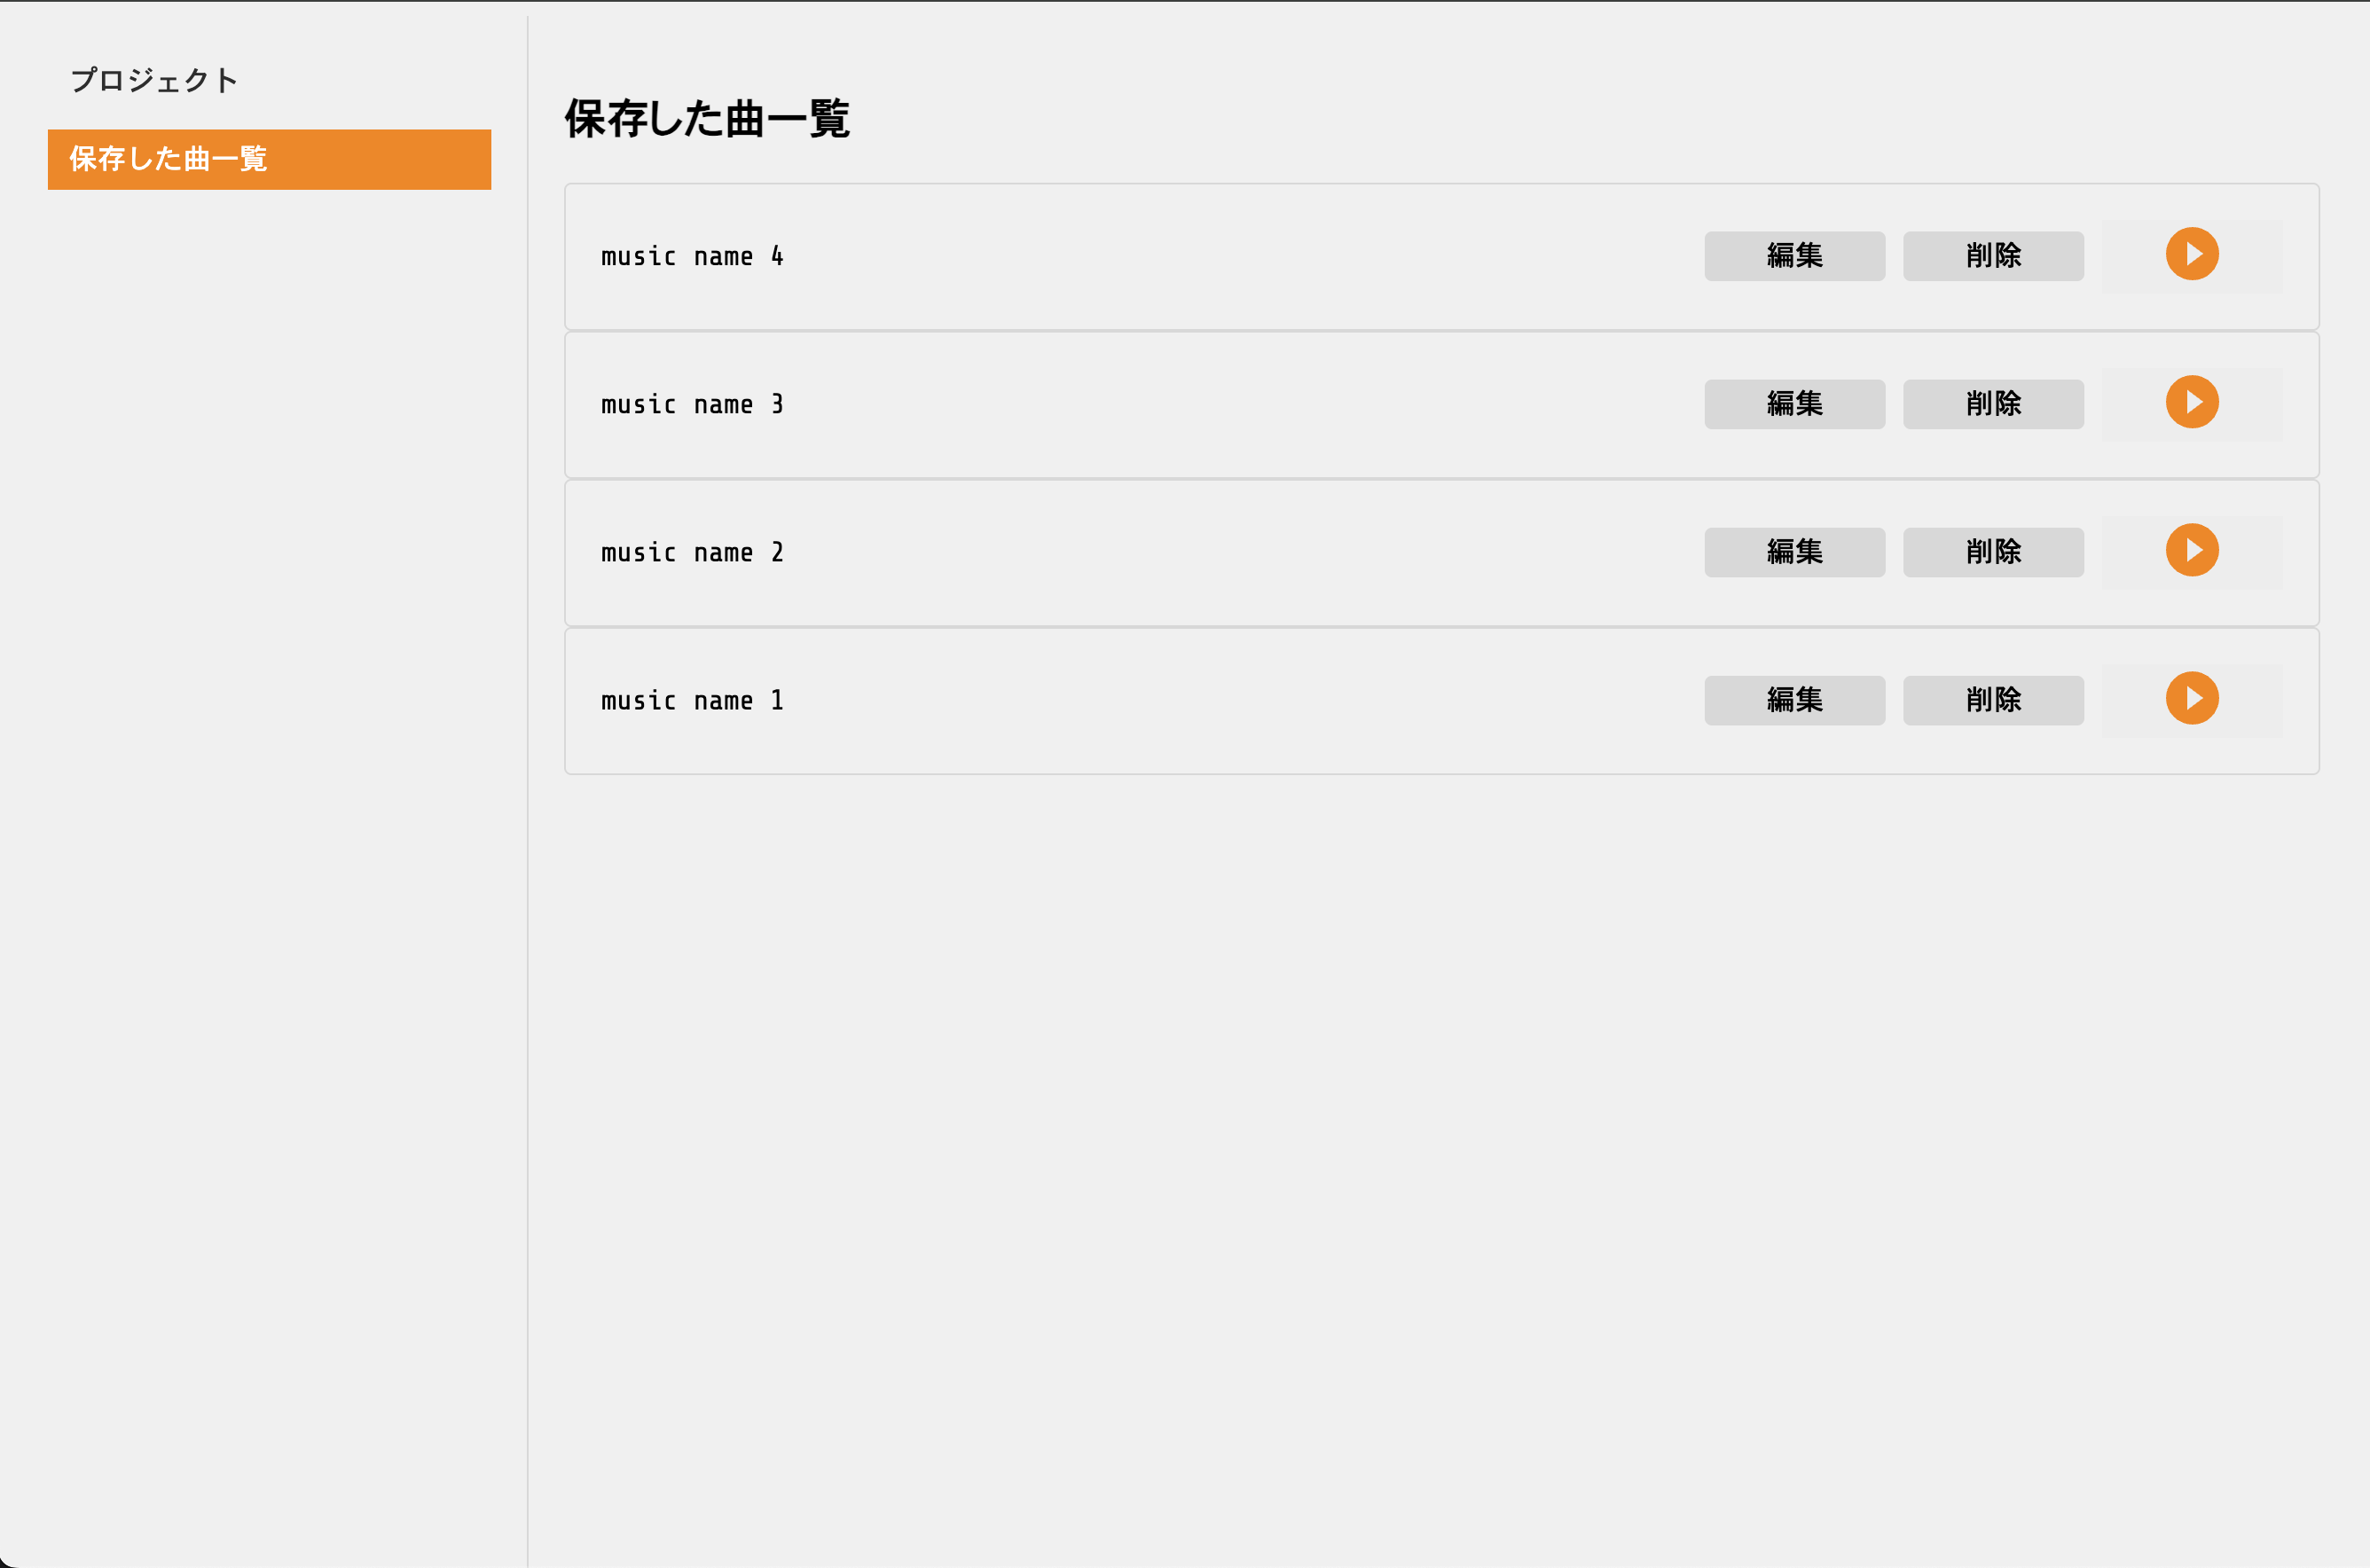 プロジェクト
保存した曲一覧
保存した曲一覧
music name 4 編集 削除
music name 3 編集 削除
music name 2 編集 削除
music name 1 編集 削除